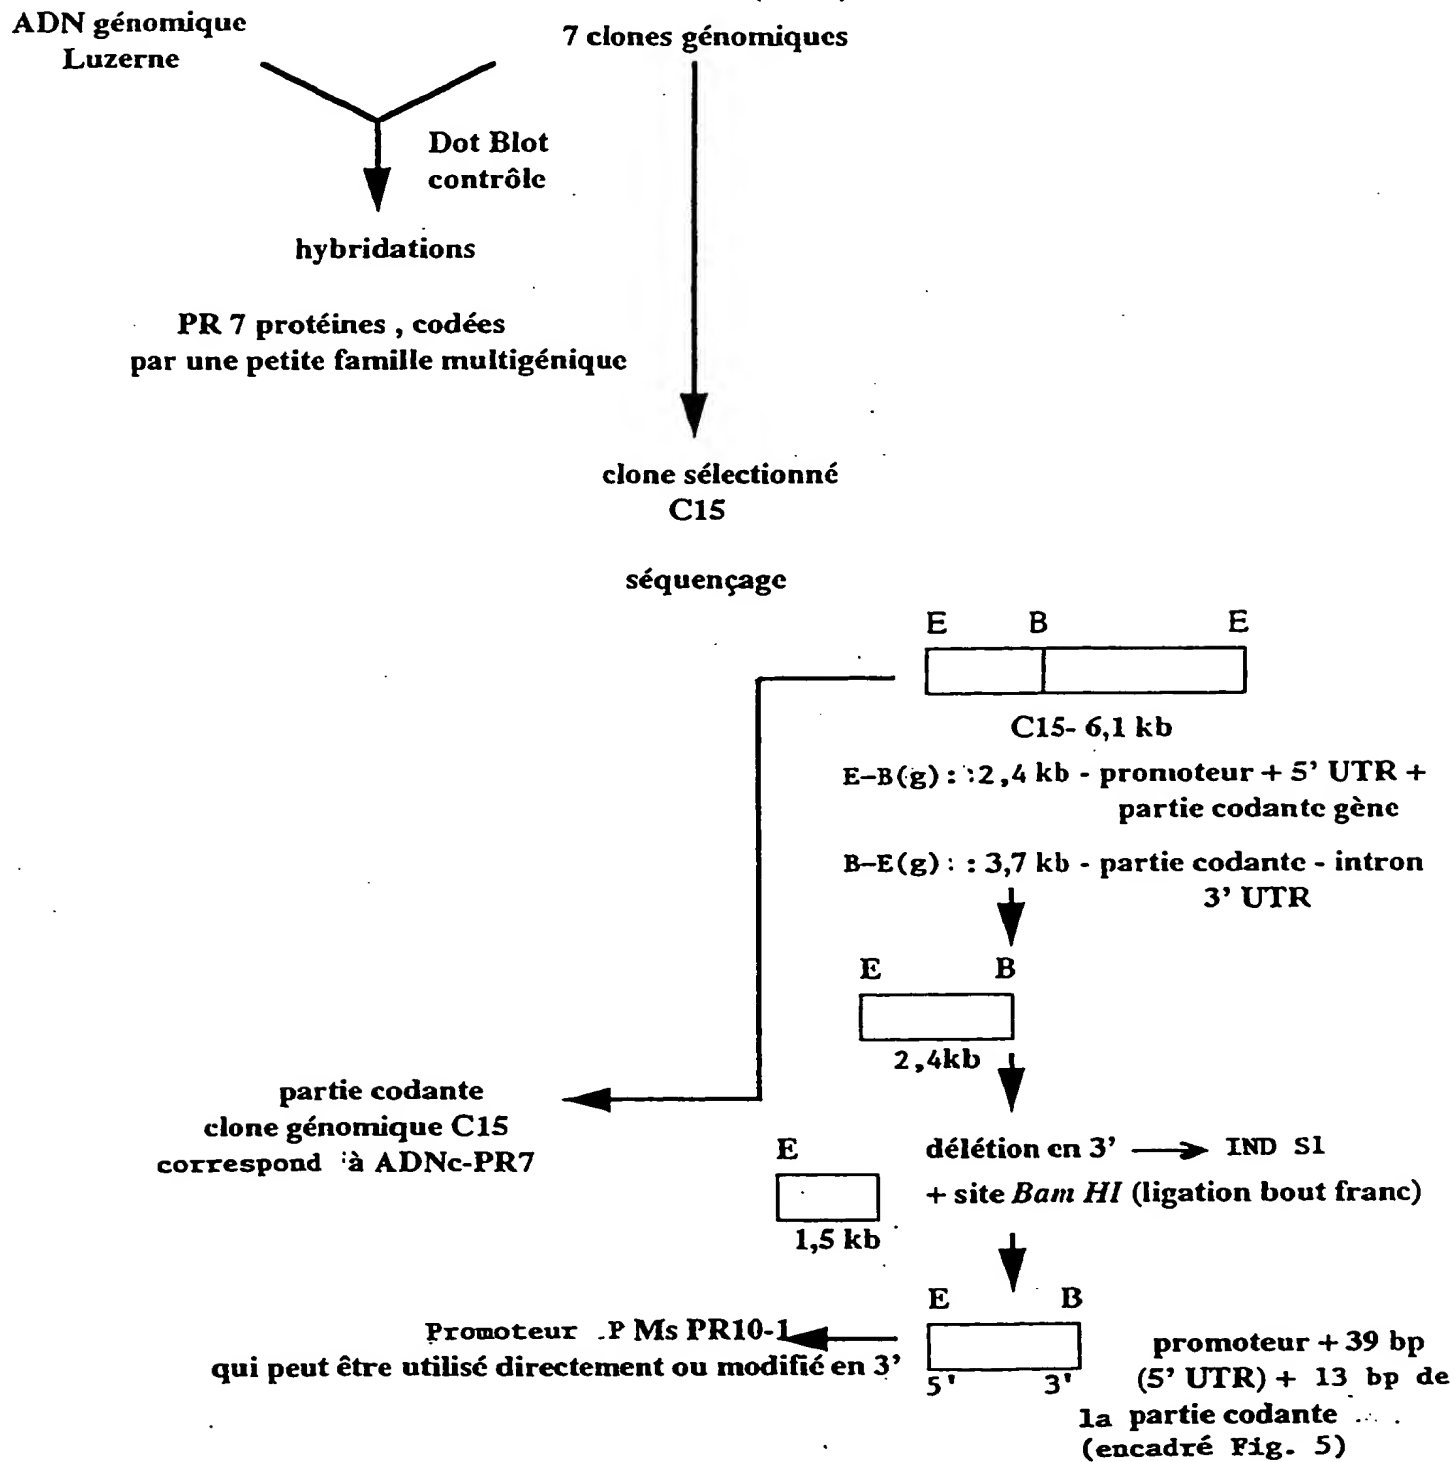 ADN génomique
Luzerne
7 clones génomiques
Dot Blot
contrôle
hybridations
PR 7 protéines , codées
par une petite famille multigénique
clone sélectionné
C15
séquençage
E B E
C15- 6,1 kb
E-B(g) : :2,4 kb - promoteur + 5' UTR +
partie codante gène
B-E(g) : : 3,7 kb - partie codante - intron
3' UTR
E B
2,4kb
partie codante
clone génomique C15
correspond à ADNc-PR7
E
1,5 kb
délétion en 3' → IND S1
+ site Bam HI (ligation bout franc)
E B
5' 3'
Promoteur .P Ms PR10-1
qui peut être utilisé directement ou modifié en 3'
promoteur + 39 bp
(5' UTR) + 13 bp de
la partie codante
(encadré Fig. 5)